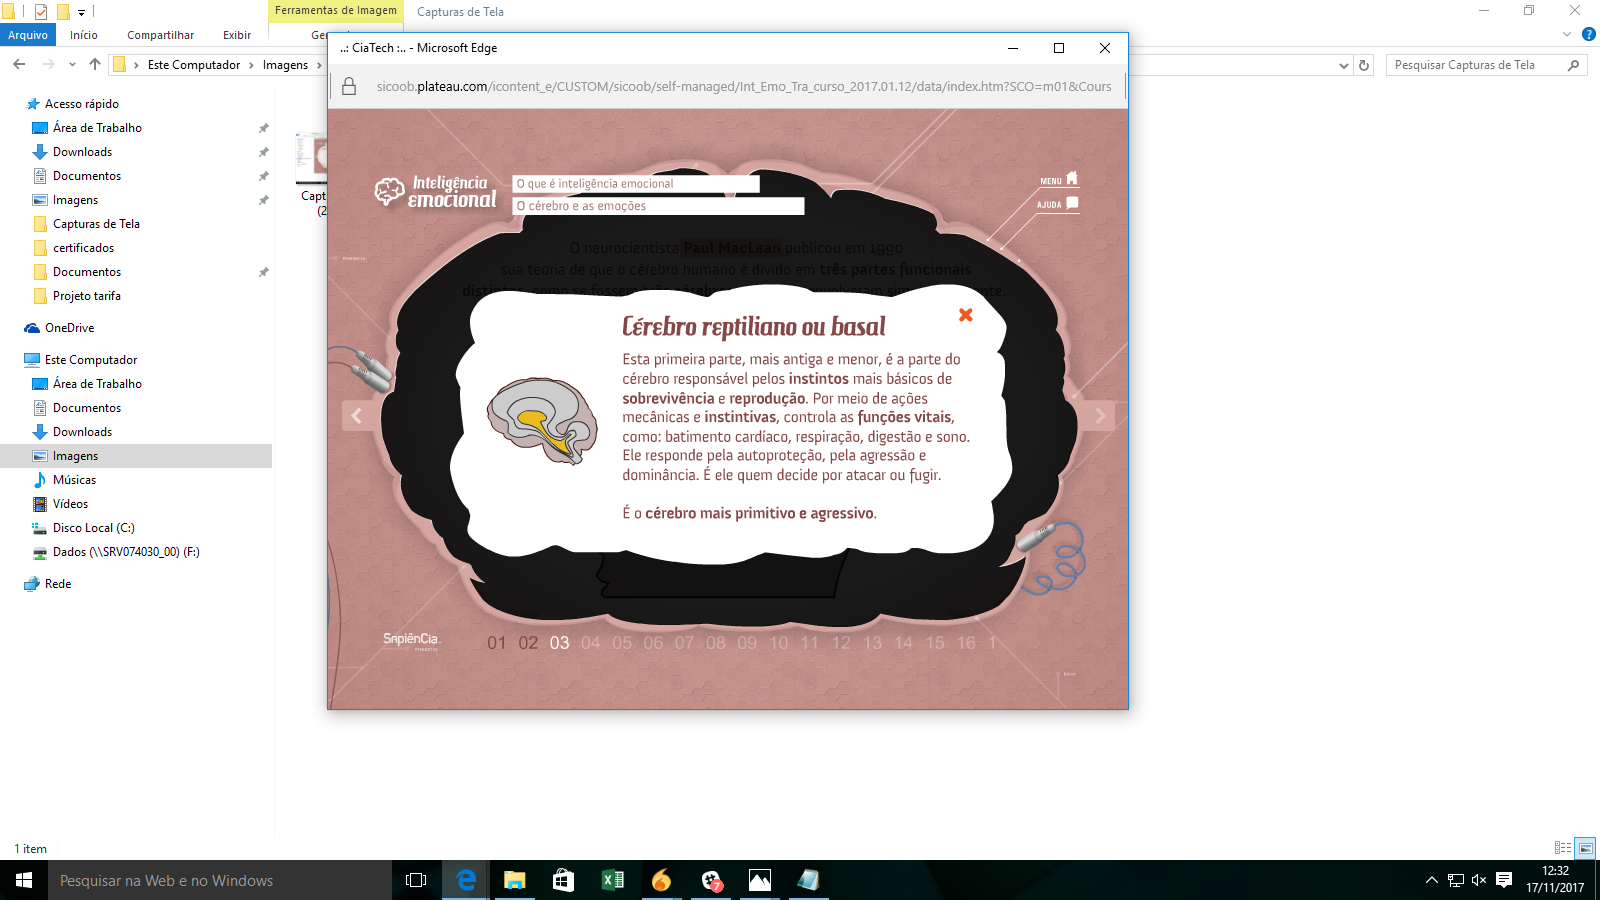 Ferramentas de Imagem
Capturas de Tela
Arquivo
Início
Compartilhar
Exibir
..: CiaTech :.. - Microsoft Edge
Este Computador
Imagens
Pesquisar Capturas de Tela
sicoob.plateau.com/icontent_e/CUSTOM/sicoob/self-managed/Int_Emo_Tra_curso_2017.01.12/data/index.htm?SCO=m01&Cours
Acesso rápido
Área de Trabalho
Downloads
Documentos
Imagens
Capturas de Tela
certificados
Documentos
Projeto tarifa
OneDrive
Este Computador
Área de Trabalho
Documentos
Downloads
Imagens
Músicas
Vídeos
Disco Local (C:)
Dados (\\SRV074030_00) (F:)
Rede
1 item
Inteligência
emocional
O que é inteligência emocional
O cérebro e as emoções
MENU
AJUDA
O neurocientista Paul MacLean publicou em 1990
sua teoria de que o cérebro humano é divido em três partes funcionais
Cérebro reptiliano ou basal
Esta primeira parte, mais antiga e menor, é a parte do
cérebro responsável pelos instintos mais básicos de
sobrevivência e reprodução. Por meio de ações
mecânicas e instintivas, controla as funções vitais,
como: batimento cardíaco, respiração, digestão e sono.
Ele responde pela autoproteção, pela agressão e
dominância. É ele quem decide por atacar ou fugir.
É o cérebro mais primitivo e agressivo.
SapiênCia
01 02 03 04 05 06 07 08 09 10 11 12 13 14 15 16 1
Pesquisar na Web e no Windows
7
12:32
17/11/2017